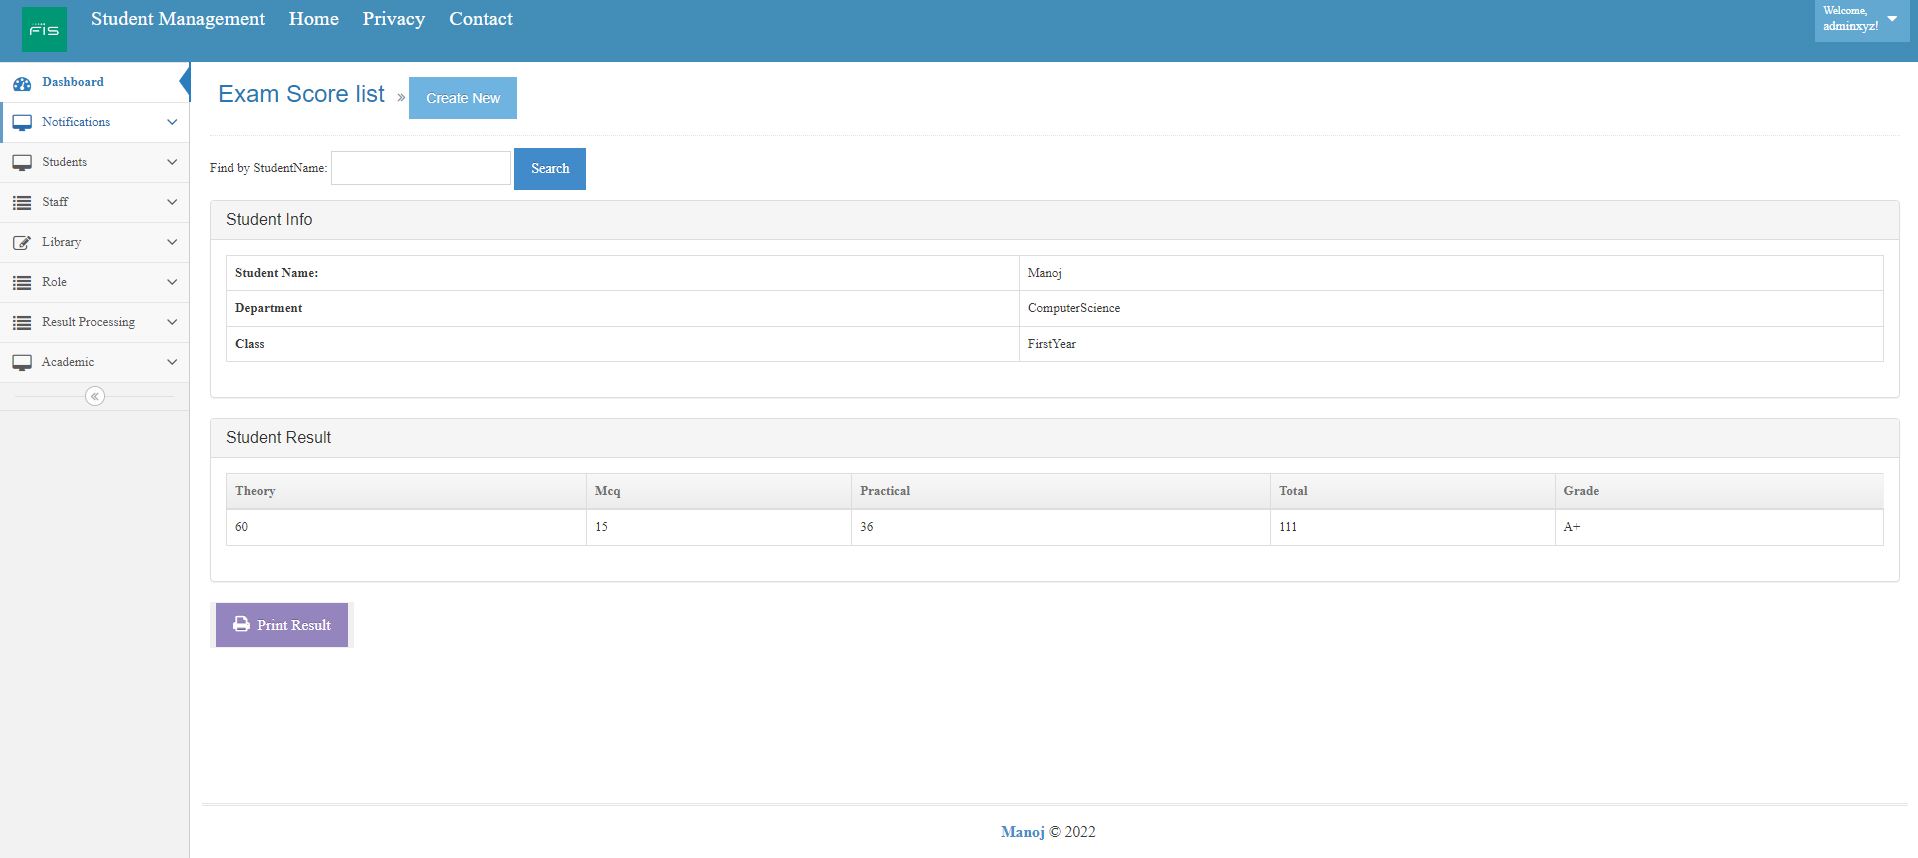 FIS
Student Management Home Privacy Contact
Welcome,
adminxyz!
Dashboard
Notifications
Students
Staff
Library
Role
Result Processing
Academic
Exam Score list » Create New
Find by StudentName: Search
Student Info
Student Name: Manoj
Department ComputerScience
Class FirstYear
Student Result
Theory Mcq Practical Total Grade
60 15 36 111 A+
Print Result
Manoj © 2022